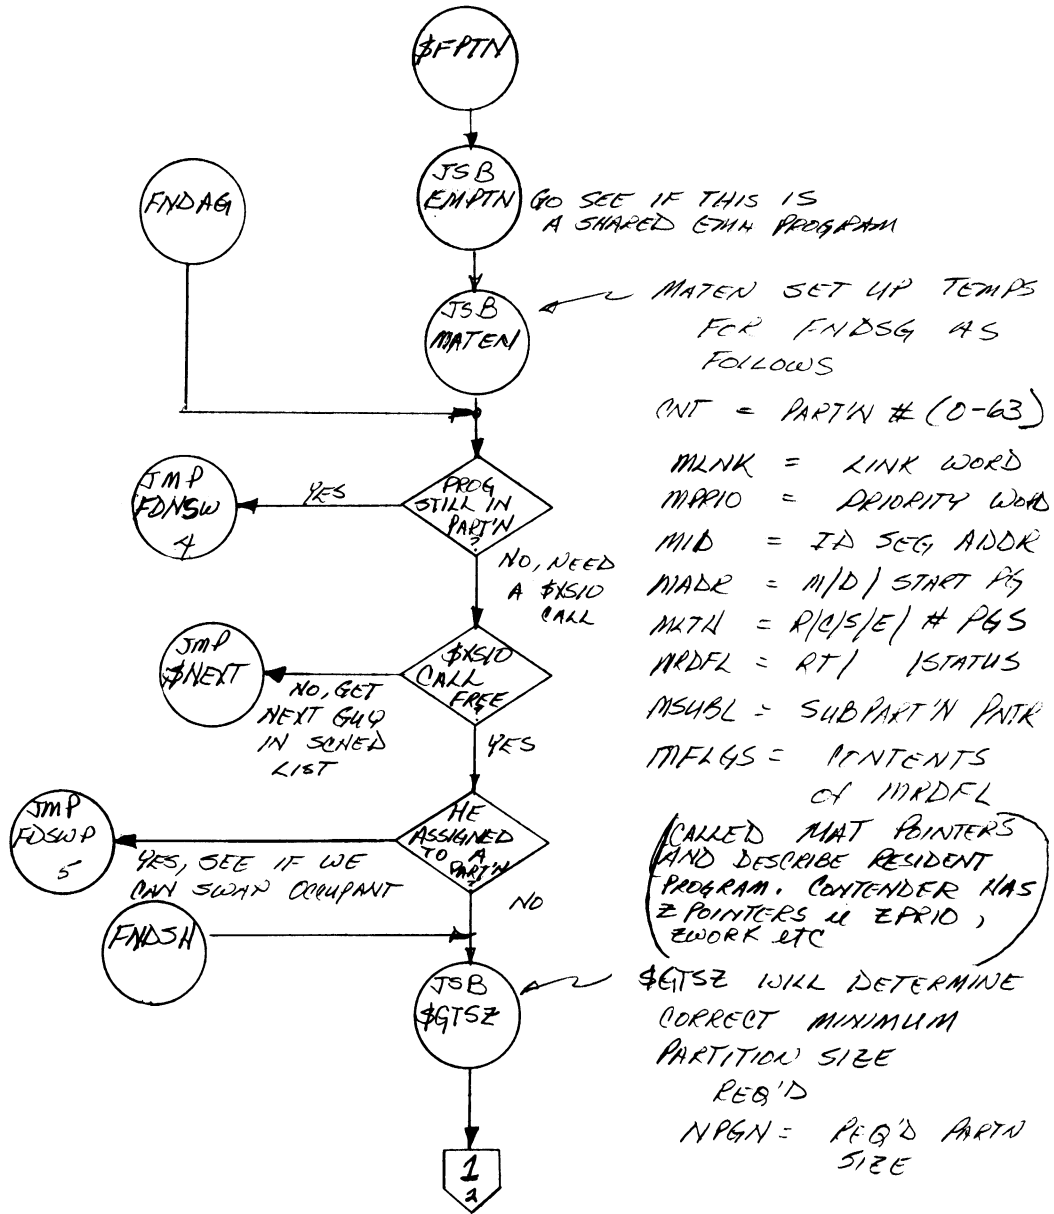 $FPTN
JSB
EMPTN
GO SEE IF THIS IS
A SHARED EMA PROGRAM
FNDAG
JSB
MATEN
MATEN SET UP TEMPS
FOR FNDSG AS
FOLLOWS
CNT = PART'N # (0-63)
MLNK = LINK WORD
MPRIO = PRIORITY WORD
MID = ID SEG ADDR
MADR = M/D/ START PG
MLTH = R/C/S/E/ # PGS
MRDFL = RT/ /STATUS
MSUBL = SUBPART'N PNTR
MFLGS = CONTENTS
of MRDFL
CALLED MAT POINTERS
AND DESCRIBE RESIDENT
PROGRAM. CONTENDER HAS
Z POINTERS ie ZPRIO,
ZWORK etc
PROG
STILL IN
PART'N
?
YES
JMP
FDNSW
4
NO, NEED
A $XSIO
CALL
$XSIO
CALL
FREE
?
JMP
$NEXT
NO, GET
NEXT GUY
IN SCHED
LIST
YES
HE
ASSIGNED
TO A
PART'N
?
JMP
FDSWP
5
YES, SEE IF WE
CAN SWAP OCCUPANT
NO
FNDSH
JSB
$GTSZ
$GTSZ WILL DETERMINE
CORRECT MINIMUM
PARTITION SIZE
REQ'D
NPGN = REQ'D PARTN
SIZE
1
2